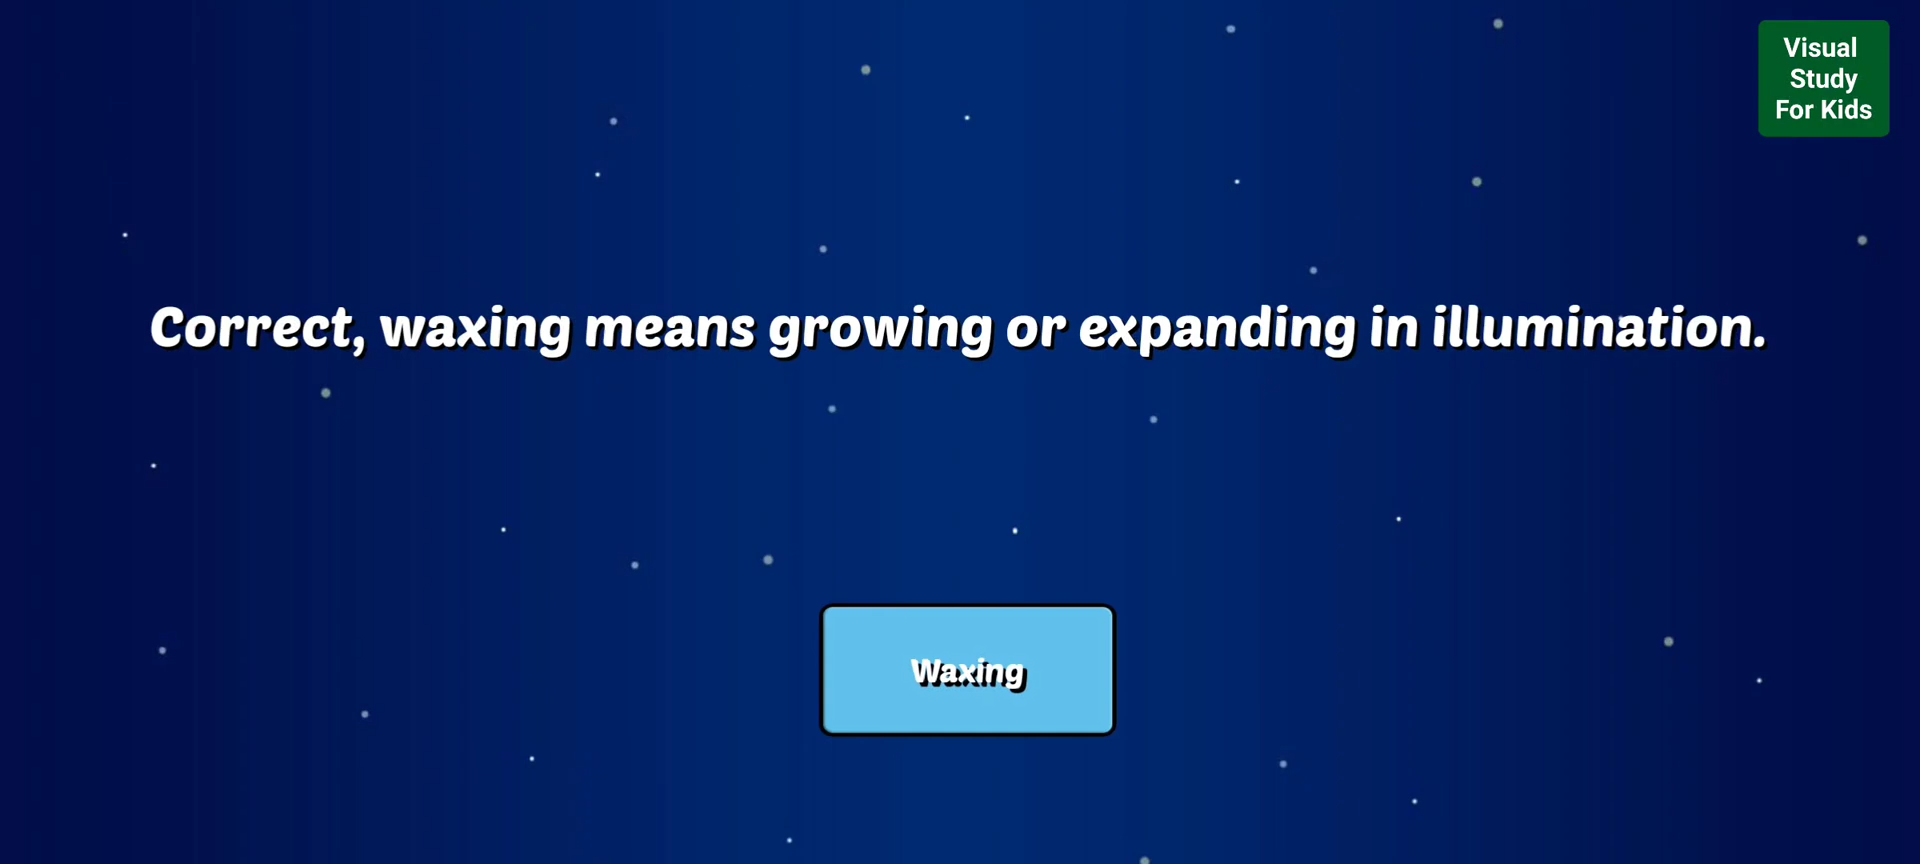 Visual
Study
For Kids
Correct, waxing means growing or expanding in illumination.
Waxing